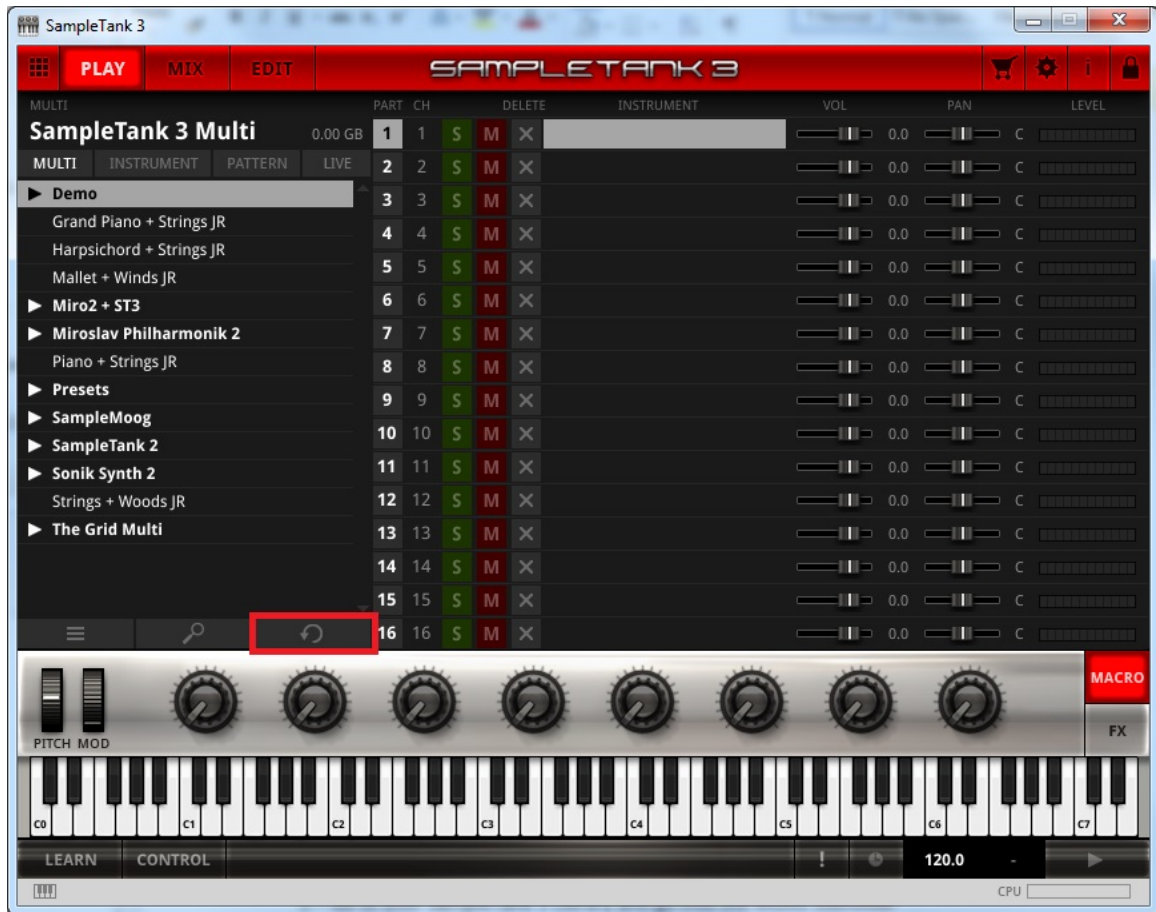 SampleTank 3
PLAY MIX EDIT SAMPLETANK 3 i
MULTI PART CH DELETE INSTRUMENT VOL PAN LEVEL
SampleTank 3 Multi 0.00 GB 1 1 S M X 0.0 C
MULTI INSTRUMENT PATTERN LIVE 2 2 S M X 0.0 C
Demo 3 3 S M X 0.0 C
Grand Piano + Strings JR 4 4 S M X 0.0 C
Harpsichord + Strings JR 5 5 S M X 0.0 C
Mallet + Winds JR 6 6 S M X 0.0 C
Miro2 + ST3 7 7 S M X 0.0 C
Miroslav Philharmonik 2 8 8 S M X 0.0 C
Piano + Strings JR 9 9 S M X 0.0 C
Presets 10 10 S M X 0.0 C
SampleMoog 11 11 S M X 0.0 C
SampleTank 2 12 12 S M X 0.0 C
Sonik Synth 2 13 13 S M X 0.0 C
Strings + Woods JR 14 14 S M X 0.0 C
The Grid Multi 15 15 S M X 0.0 C
16 16 S M X 0.0 C
MACRO
FX
PITCH MOD
C0 C1 C2 C3 C4 C5 C6 C7
LEARN CONTROL ! 120.0 -
CPU